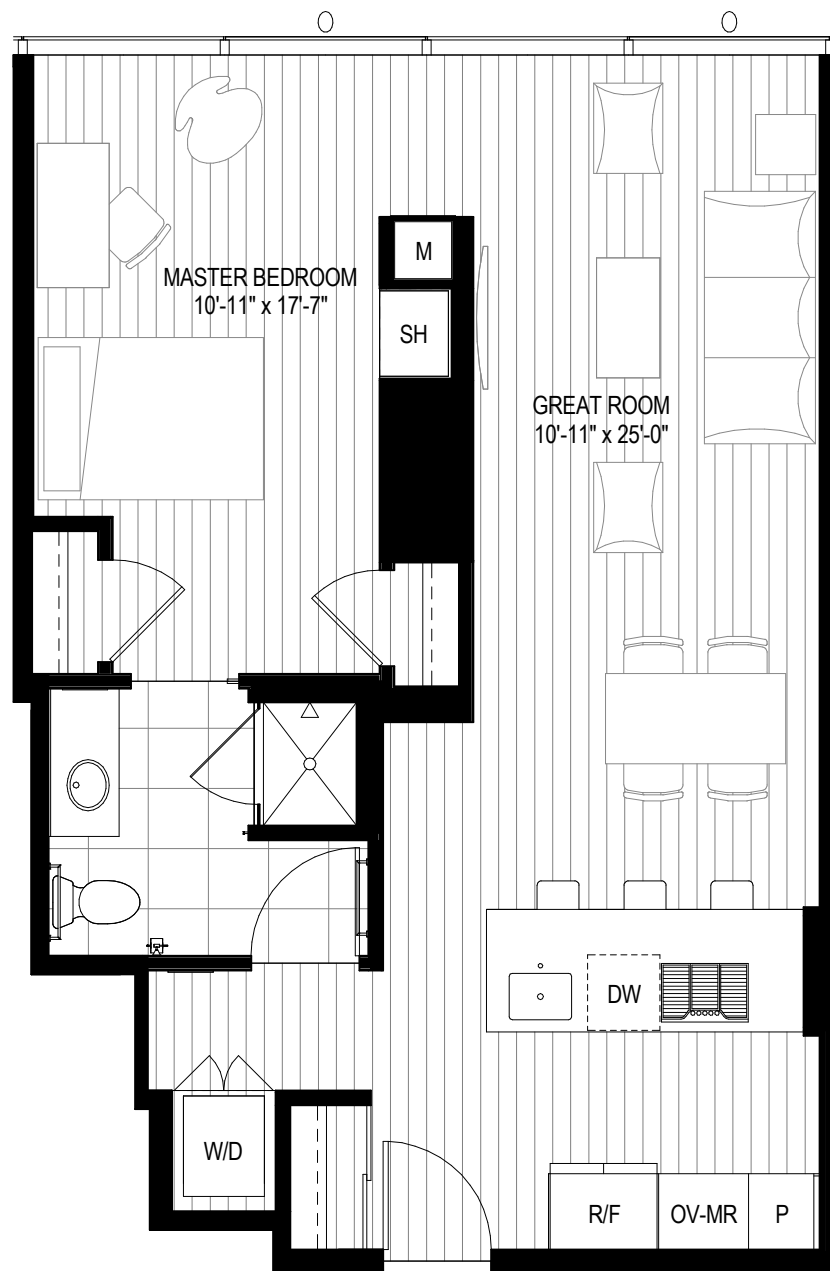 O
O
M
MASTER BEDROOM
10'-11" x 17'-7"
SH
GREAT ROOM
10'-11" x 25'-0"
DW
W/D
R/F
OV-MR
P